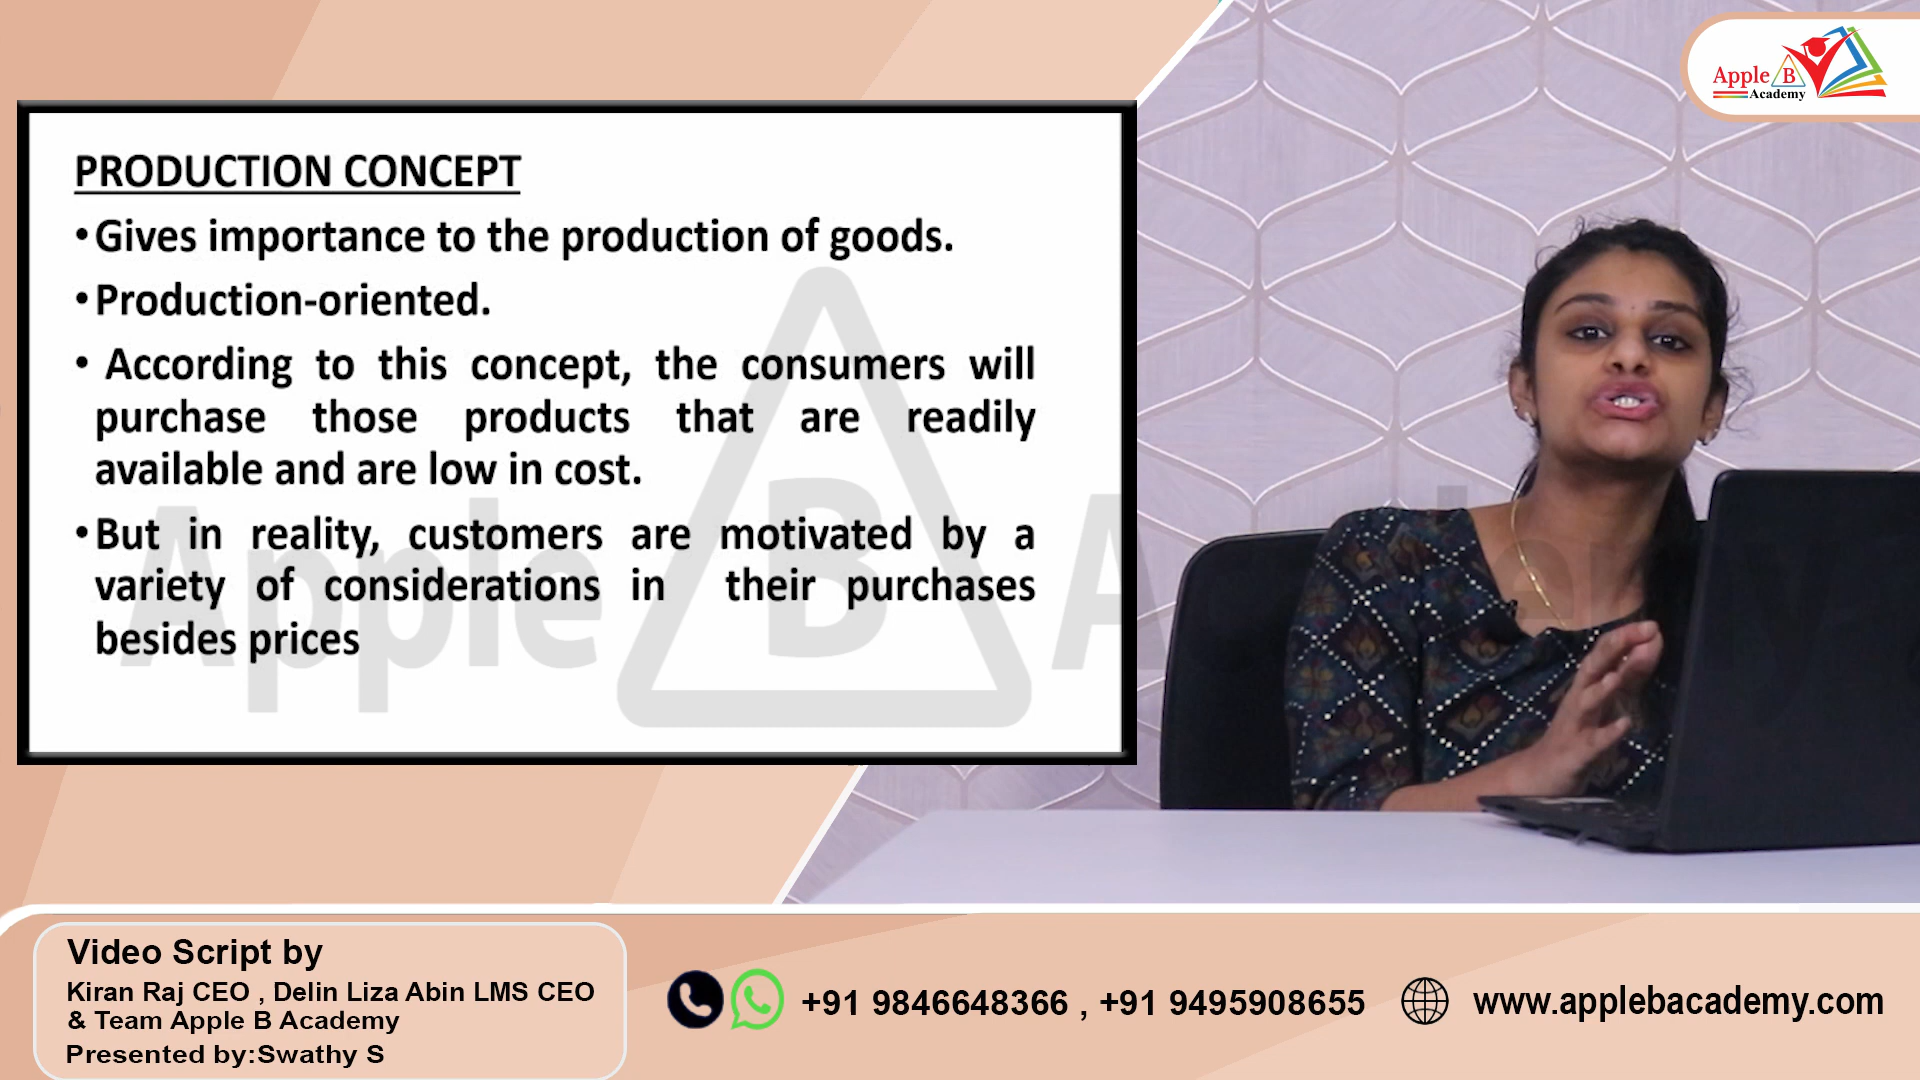 Apple B
Academy
PRODUCTION CONCEPT
•Gives importance to the production of goods.
•Production-oriented.
• According to this concept, the consumers will
purchase those products that are readily
available and are low in cost.
•But in reality, customers are motivated by a
variety of considerations in their purchases
besides prices
Apple B Academy
Video Script by
Kiran Raj CEO , Delin Liza Abin LMS CEO
& Team Apple B Academy
Presented by:Swathy S
+91 9846648366 , +91 9495908655
www.applebacademy.com